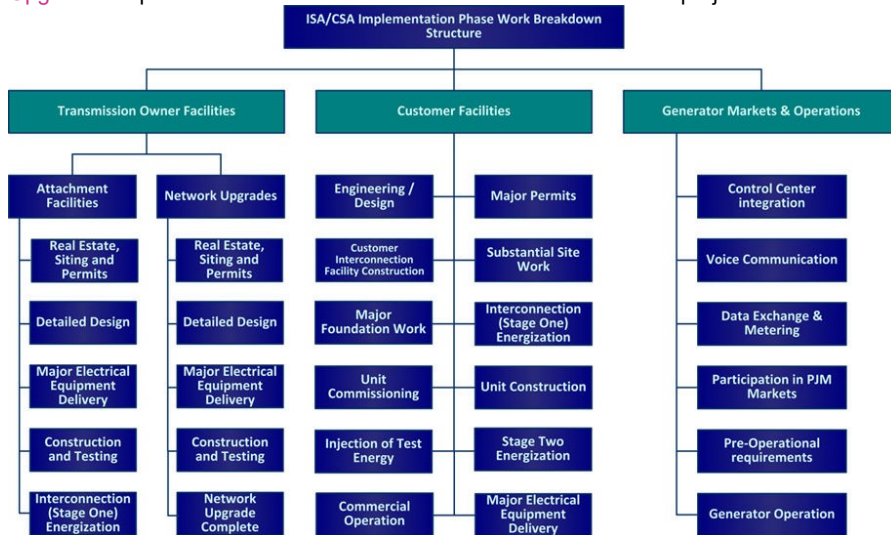 ISA/CSA Implementation Phase Work Breakdown
Structure
Transmission Owner Facilities
Customer Facilities
Generator Markets & Operations
Attachment
Facilities
Network Upgrades
Real Estate,
Siting and
Permits
Real Estate,
Siting and
Permits
Detailed Design
Detailed Design
Major Electrical
Equipment
Delivery
Major Electrical
Equipment
Delivery
Construction
and Testing
Construction
and Testing
Interconnection
(Stage One)
Energization
Network
Upgrade
Complete
Engineering /
Design
Major Permits
Customer
Interconnection
Facility Construction
Substantial Site
Work
Major
Foundation Work
Interconnection
(Stage One)
Energization
Unit
Commissioning
Unit Construction
Injection of Test
Energy
Stage Two
Energization
Commercial
Operation
Major Electrical
Equipment
Delivery
Control Center
integration
Voice Communication
Data Exchange &
Metering
Participation in PJM
Markets
Pre-Operational
requirements
Generator Operation